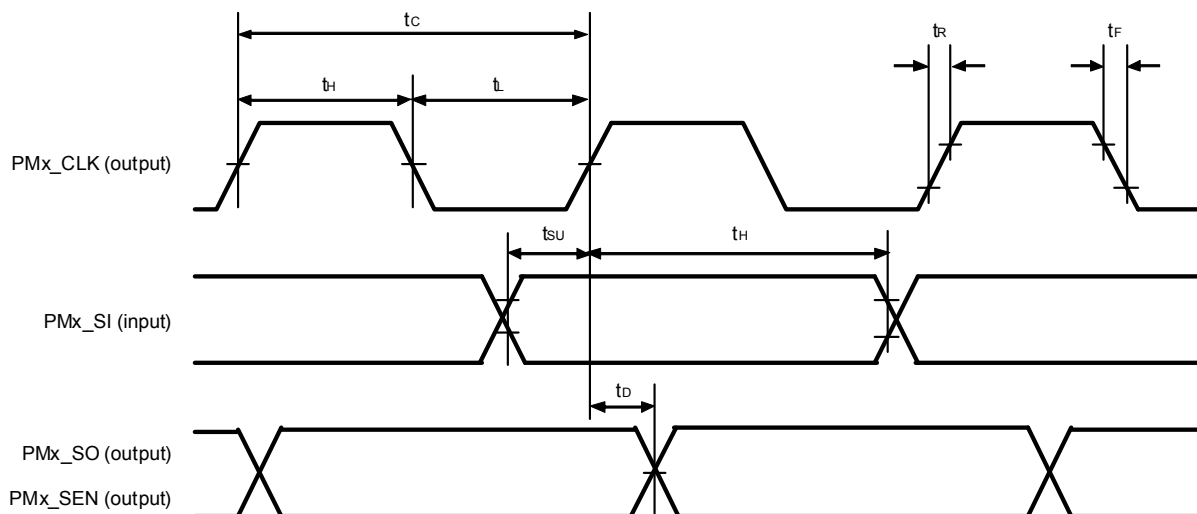 tC
tR
tF
tH
tL
PMx_CLK (output)
tSU
tH
PMx_SI (input)
tD
PMx_SO (output)
PMx_SEN (output)